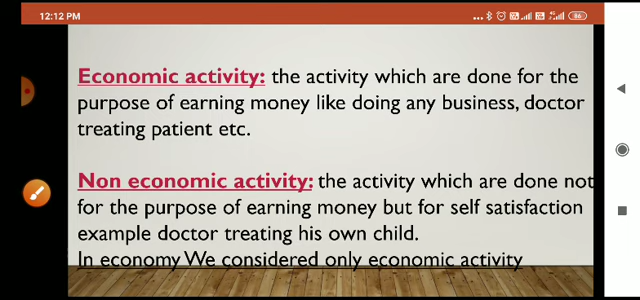 12:12 PM
86
Economic activity: the activity which are done for the
purpose of earning money like doing any business, doctor
treating patient etc.
Non economic activity: the activity which are done not
for the purpose of earning money but for self satisfaction
example doctor treating his own child.
In economy We considered only economic activity